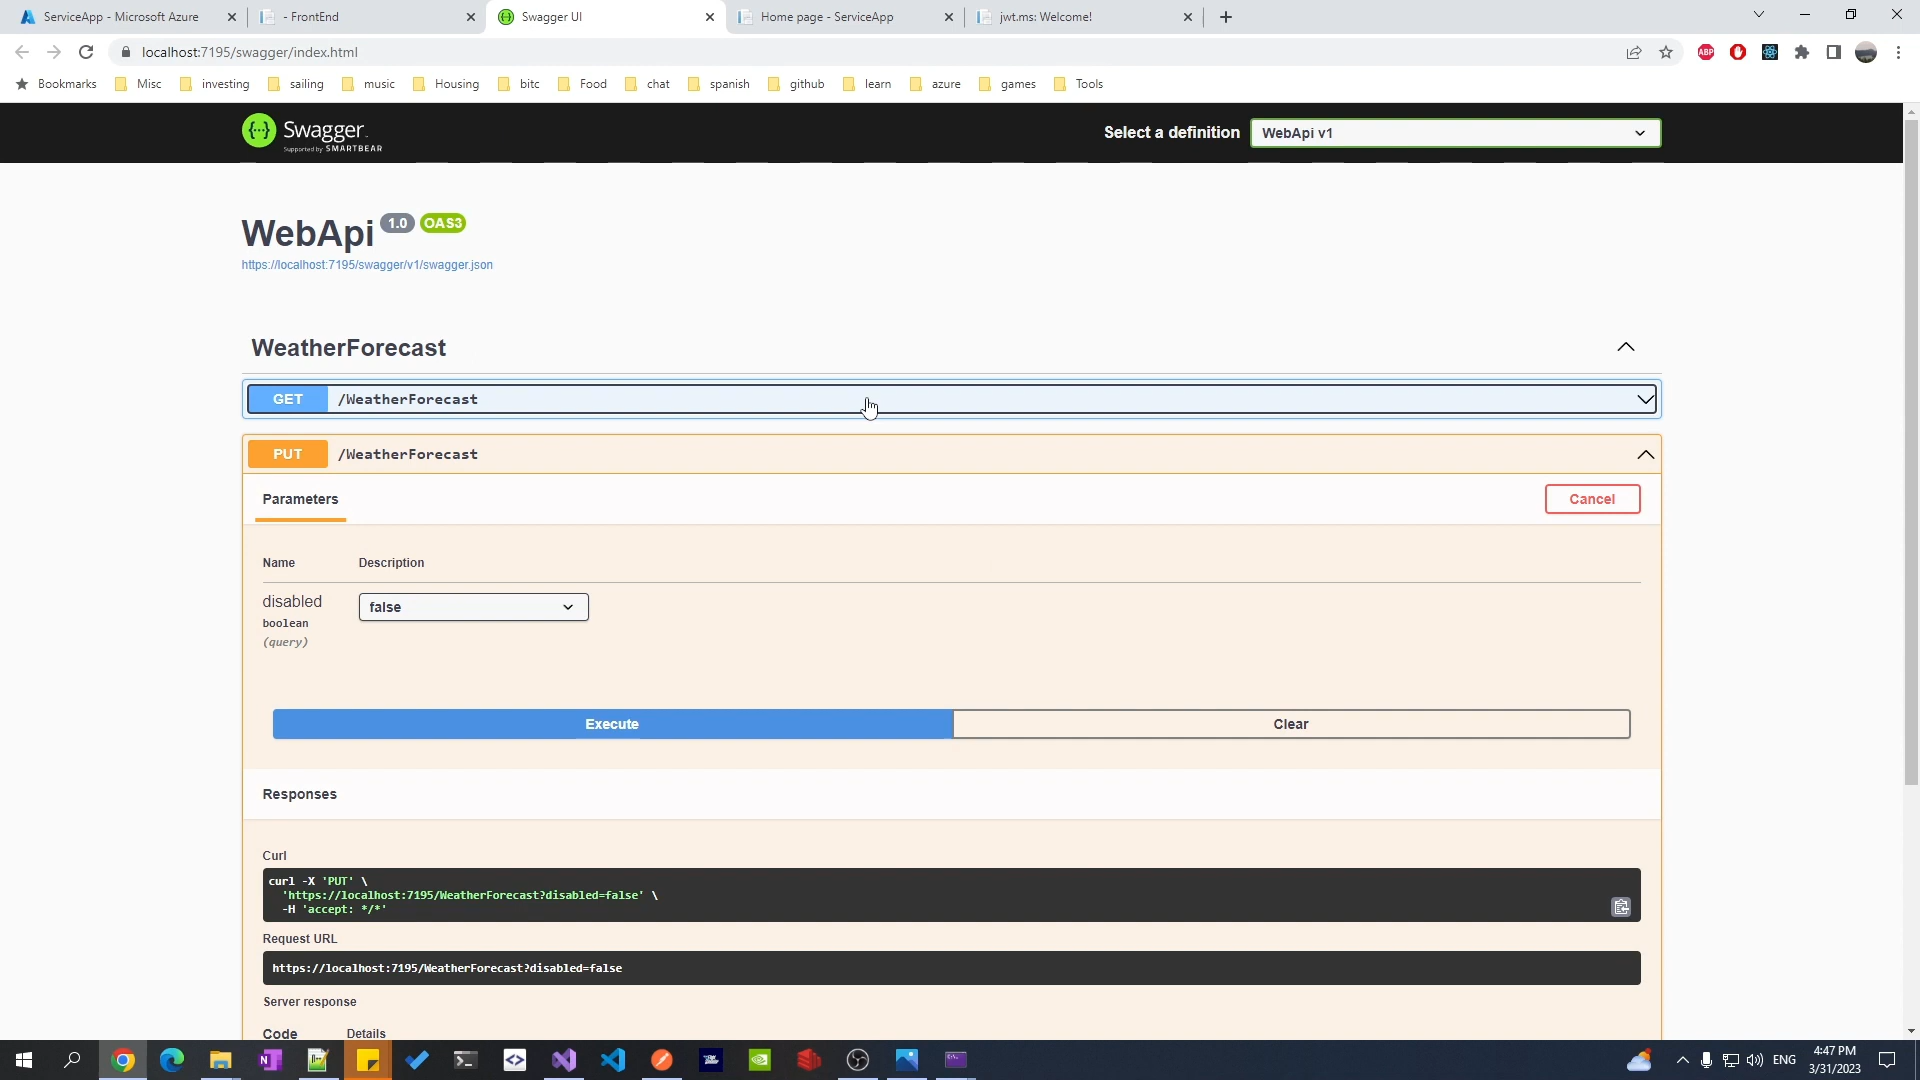 ServiceApp - Microsoft Azure
- FrontEnd
Swagger UI
Home page - ServiceApp
jwt.ms: Welcome!
localhost:7195/swagger/index.html
ABP
Bookmarks
Misc
investing
sailing
music
Housing
bitc
Food
chat
spanish
github
learn
azure
games
Tools
Swagger.
Supported by SMARTBEAR
Select a definition
WebApi v1
WebApi 1.0 OAS3
https://localhost:7195/swagger/v1/swagger.json
WeatherForecast
GET /WeatherForecast
PUT /WeatherForecast
Parameters
Cancel
Name Description
disabled
boolean
(query)
false
Execute
Clear
Responses
Curl
curl -X 'PUT' \
'https://localhost:7195/WeatherForecast?disabled=false' \
-H 'accept: */*'
Request URL
https://localhost:7195/WeatherForecast?disabled=false
Server response
Code Details
ENG
4:47 PM
3/31/2023